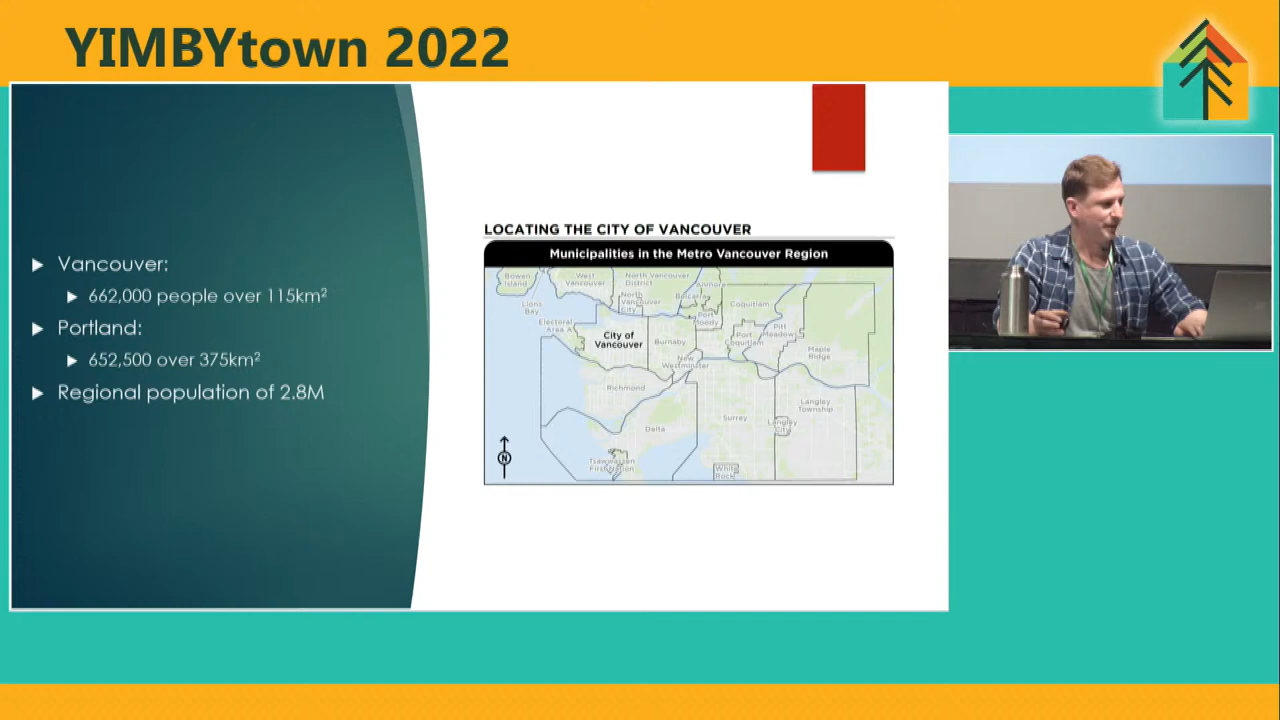 YIMBYtown 2022
Vancouver:
662,000 people over 115km²
Portland:
652,500 over 375km²
Regional population of 2.8M
LOCATING THE CITY OF VANCOUVER
Municipalities in the Metro Vancouver Region
Bowen
Island
West
Vancouver
North Vancouver
District
Anmore
Lions
Bay
North
Vancouver
City
Belcarra
Coquitlam
Electoral
Area A
Port
Moody
City of
Vancouver
Burnaby
Port
Coquitlam
Pitt
Meadows
Maple
Ridge
New
Westminster
Richmond
Langley
Township
Surrey
Langley
City
Delta
Tsawwassen
First Nation
White
Rock
N